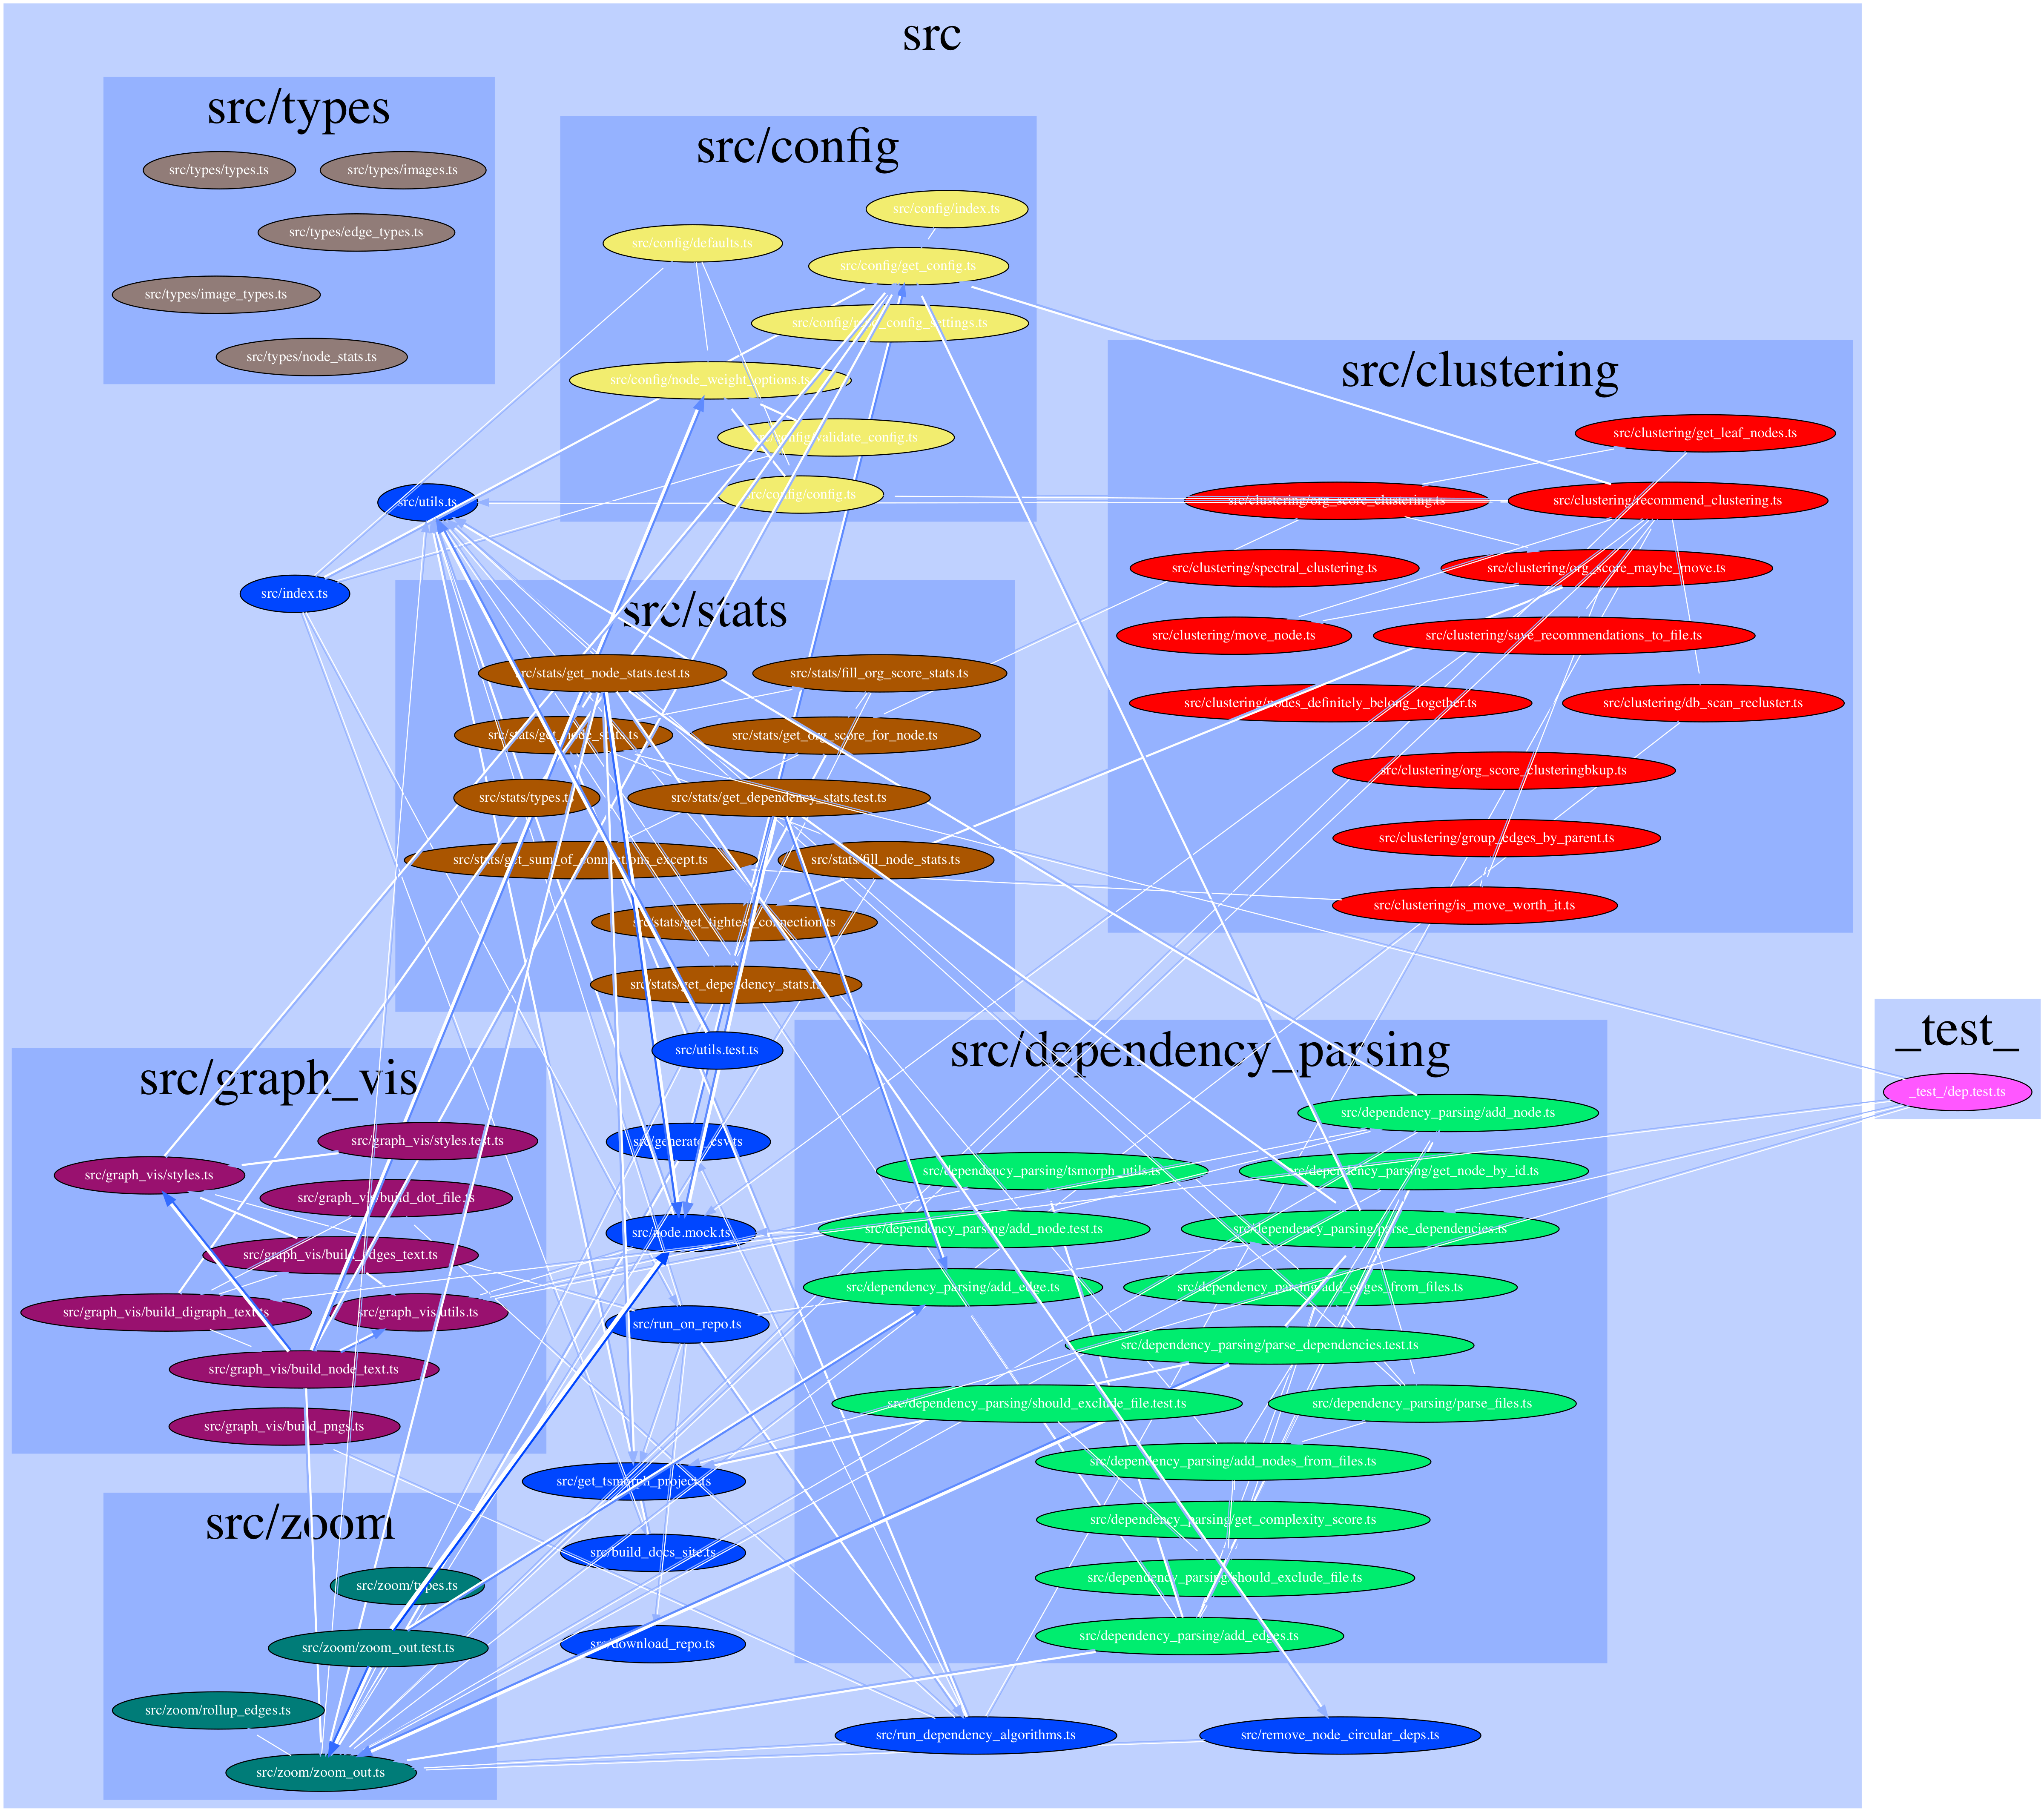 src
src/types
src/types/types.ts
src/types/images.ts
src/types/edge_types.ts
src/types/image_types.ts
src/types/node_stats.ts
src/config
src/config/index.ts
src/config/defaults.ts
src/config/get_config.ts
src/config/node_weight_options.ts
src/config/validate_config.ts
src/config/config.ts
src/utils.ts
src/index.ts
src/clustering
src/clustering/get_leaf_nodes.ts
src/clustering/org_score_clustering.ts
src/clustering/recommend_clustering.ts
src/clustering/spectral_clustering.ts
src/clustering/org_score_maybe_move.ts
src/clustering/move_node.ts
src/clustering/save_recommendations_to_file.ts
src/clustering/nodes_definitely_belong_together.ts
src/clustering/db_scan_recluster.ts
src/clustering/org_score_clusteringbkup.ts
src/clustering/group_edges_by_parent.ts
src/clustering/is_move_worth_it.ts
src/stats
src/stats/get_node_stats.test.ts
src/stats/fill_org_score_stats.ts
src/stats/get_node_stats.ts
src/stats/get_org_score_for_node.ts
src/stats/types.ts
src/stats/get_dependency_stats.test.ts
src/stats/get_sum_of_connections_except.ts
src/stats/fill_node_stats.ts
src/stats/get_tightest_connection.ts
src/stats/get_dependency_stats.ts
src/utils.test.ts
src/generate_csv.ts
src/node.mock.ts
src/run_on_repo.ts
src/get_tsmorph_project.ts
src/build_docs_site.ts
src/download_repo.ts
src/run_dependency_algorithms.ts
src/remove_node_circular_deps.ts
src/graph_vis
src/graph_vis/styles.test.ts
src/graph_vis/styles.ts
src/graph_vis/build_dot_file.ts
src/graph_vis/build_edges_text.ts
src/graph_vis/build_digraph_text.ts
src/graph_vis/utils.ts
src/graph_vis/build_node_text.ts
src/graph_vis/build_pngs.ts
src/zoom
src/zoom/types.ts
src/zoom/zoom_out.test.ts
src/zoom/rollup_edges.ts
src/zoom/zoom_out.ts
src/dependency_parsing
src/dependency_parsing/add_node.ts
src/dependency_parsing/tsmorph_utils.ts
src/dependency_parsing/get_node_by_id.ts
src/dependency_parsing/add_node.test.ts
src/dependency_parsing/parse_dependencies.ts
src/dependency_parsing/add_edge.ts
src/dependency_parsing/add_edges_from_files.ts
src/dependency_parsing/parse_dependencies.test.ts
src/dependency_parsing/should_exclude_file.test.ts
src/dependency_parsing/parse_files.ts
src/dependency_parsing/add_nodes_from_files.ts
src/dependency_parsing/get_complexity_score.ts
src/dependency_parsing/should_exclude_file.ts
src/dependency_parsing/add_edges.ts
_test_
_test_/dep.test.ts